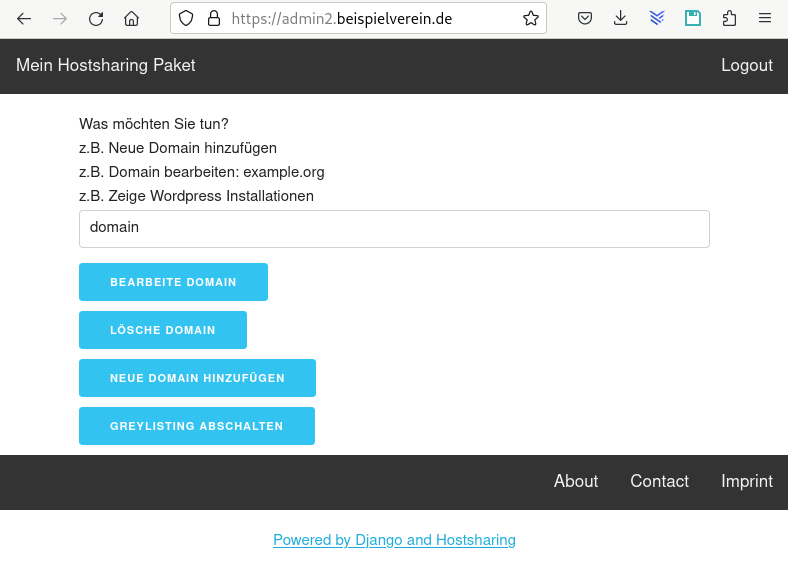 https://admin2.beispielverein.de
Mein Hostsharing Paket
Logout
Was möchten Sie tun?
z.B. Neue Domain hinzufügen
z.B. Domain bearbeiten: example.org
z.B. Zeige Wordpress Installationen
domain
BEARBEITE DOMAIN
LÖSCHE DOMAIN
NEUE DOMAIN HINZUFÜGEN
GREYLISTING ABSCHALTEN
About
Contact
Imprint
Powered by Django and Hostsharing